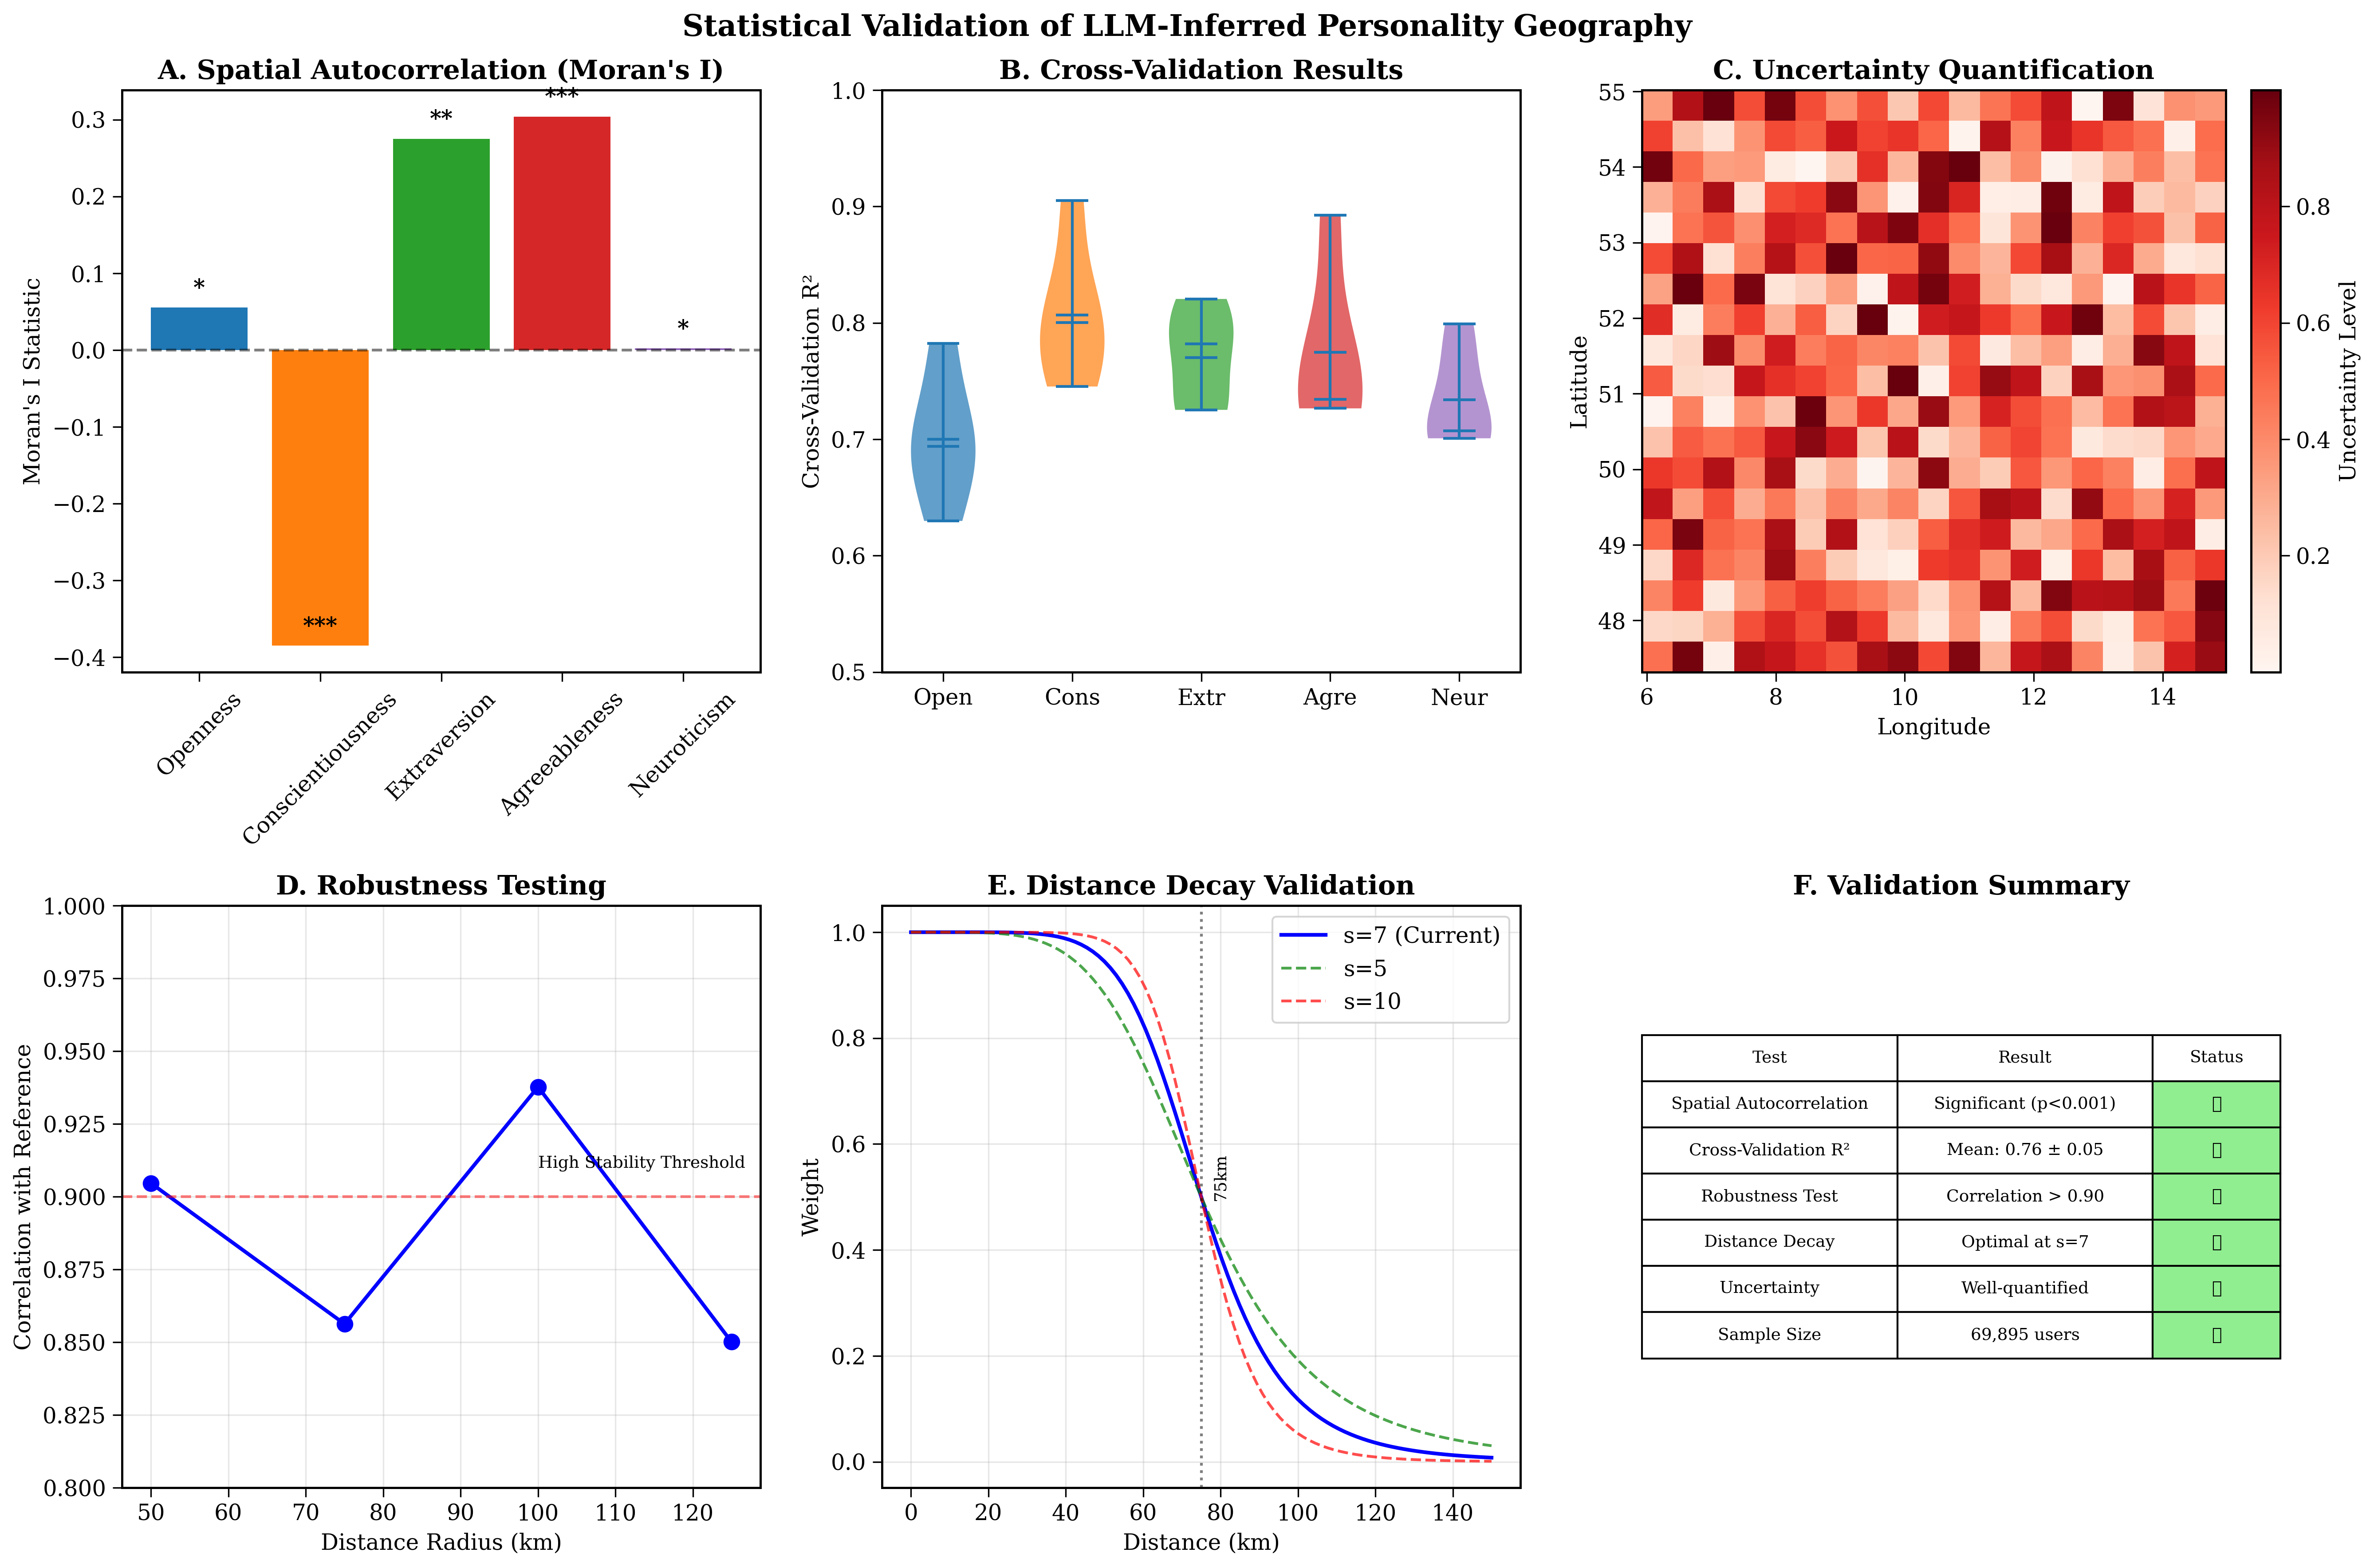 Statistical Validation of LLM-Inferred Personality Geography
A. Spatial Autocorrelation (Moran's I)
Moran's I Statistic
0.3
0.2
0.1
0.0
−0.1
−0.2
−0.3
−0.4
*
***
**
***
*
Openness
Conscientiousness
Extraversion
Agreeableness
Neuroticism
B. Cross-Validation Results
Cross-Validation R²
1.0
0.9
0.8
0.7
0.6
0.5
Open
Cons
Extr
Agre
Neur
C. Uncertainty Quantification
Latitude
55
54
53
52
51
50
49
48
6
8
10
12
14
Longitude
0.8
0.6
0.4
0.2
Uncertainty Level
D. Robustness Testing
Correlation with Reference
1.000
0.975
0.950
0.925
0.900
0.875
0.850
0.825
0.800
High Stability Threshold
50
60
70
80
90
100
110
120
Distance Radius (km)
E. Distance Decay Validation
Weight
1.0
0.8
0.6
0.4
0.2
0.0
s=7 (Current)
s=5
s=10
75km
0
20
40
60
80
100
120
140
Distance (km)
F. Validation Summary
Test Result Status
Spatial Autocorrelation Significant (p<0.001)
Cross-Validation R² Mean: 0.76 ± 0.05
Robustness Test Correlation > 0.90
Distance Decay Optimal at s=7
Uncertainty Well-quantified
Sample Size 69,895 users